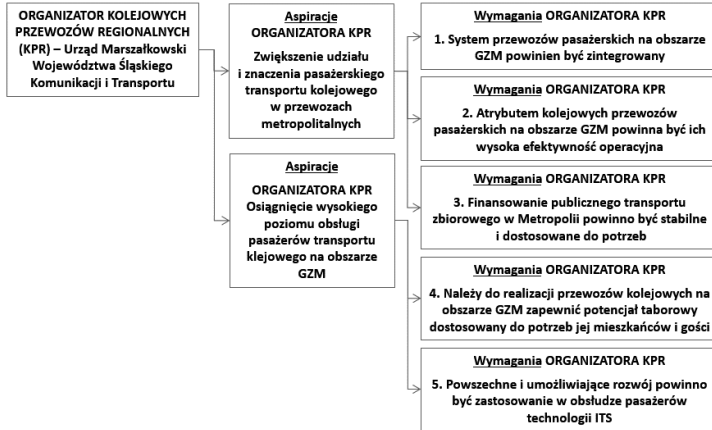 ORGANIZATOR KOLEJOWYCH
PRZEWOZÓW REGIONALNYCH
(KPR) – Urząd Marszałkowski
Województwa Śląskiego
Komunikacji i Transportu
Aspiracje
ORGANIZATORA KPR
Zwiększenie udziału
i znaczenia pasażerskiego
transportu kolejowego
w przewozach
metropolitalnych
Aspiracje
ORGANIZATORA KPR
Osiągnięcie wysokiego
poziomu obsługi
pasażerów transportu
klejowego na obszarze
GZM
Wymagania ORGANIZATORA KPR
1. System przewozów pasażerskich na obszarze
GZM powinien być zintegrowany
Wymagania ORGANIZATORA KPR
2. Atrybutem kolejowych przewozów
pasażerskich na obszarze GZM powinna być ich
wysoka efektywność operacyjna
Wymagania ORGANIZATORA KPR
3. Finansowanie publicznego transportu
zbiorowego w Metropolii powinno być stabilne
i dostosowane do potrzeb
Wymagania ORGANIZATORA KPR
4. Należy do realizacji przewozów kolejowych na
obszarze GZM zapewnić potencjał taborowy
dostosowany do potrzeb jej mieszkańców i gości
Wymagania ORGANIZATORA KPR
5. Powszechne i umożliwiające rozwój powinno
być zastosowanie w obsłudze pasażerów
technologii ITS